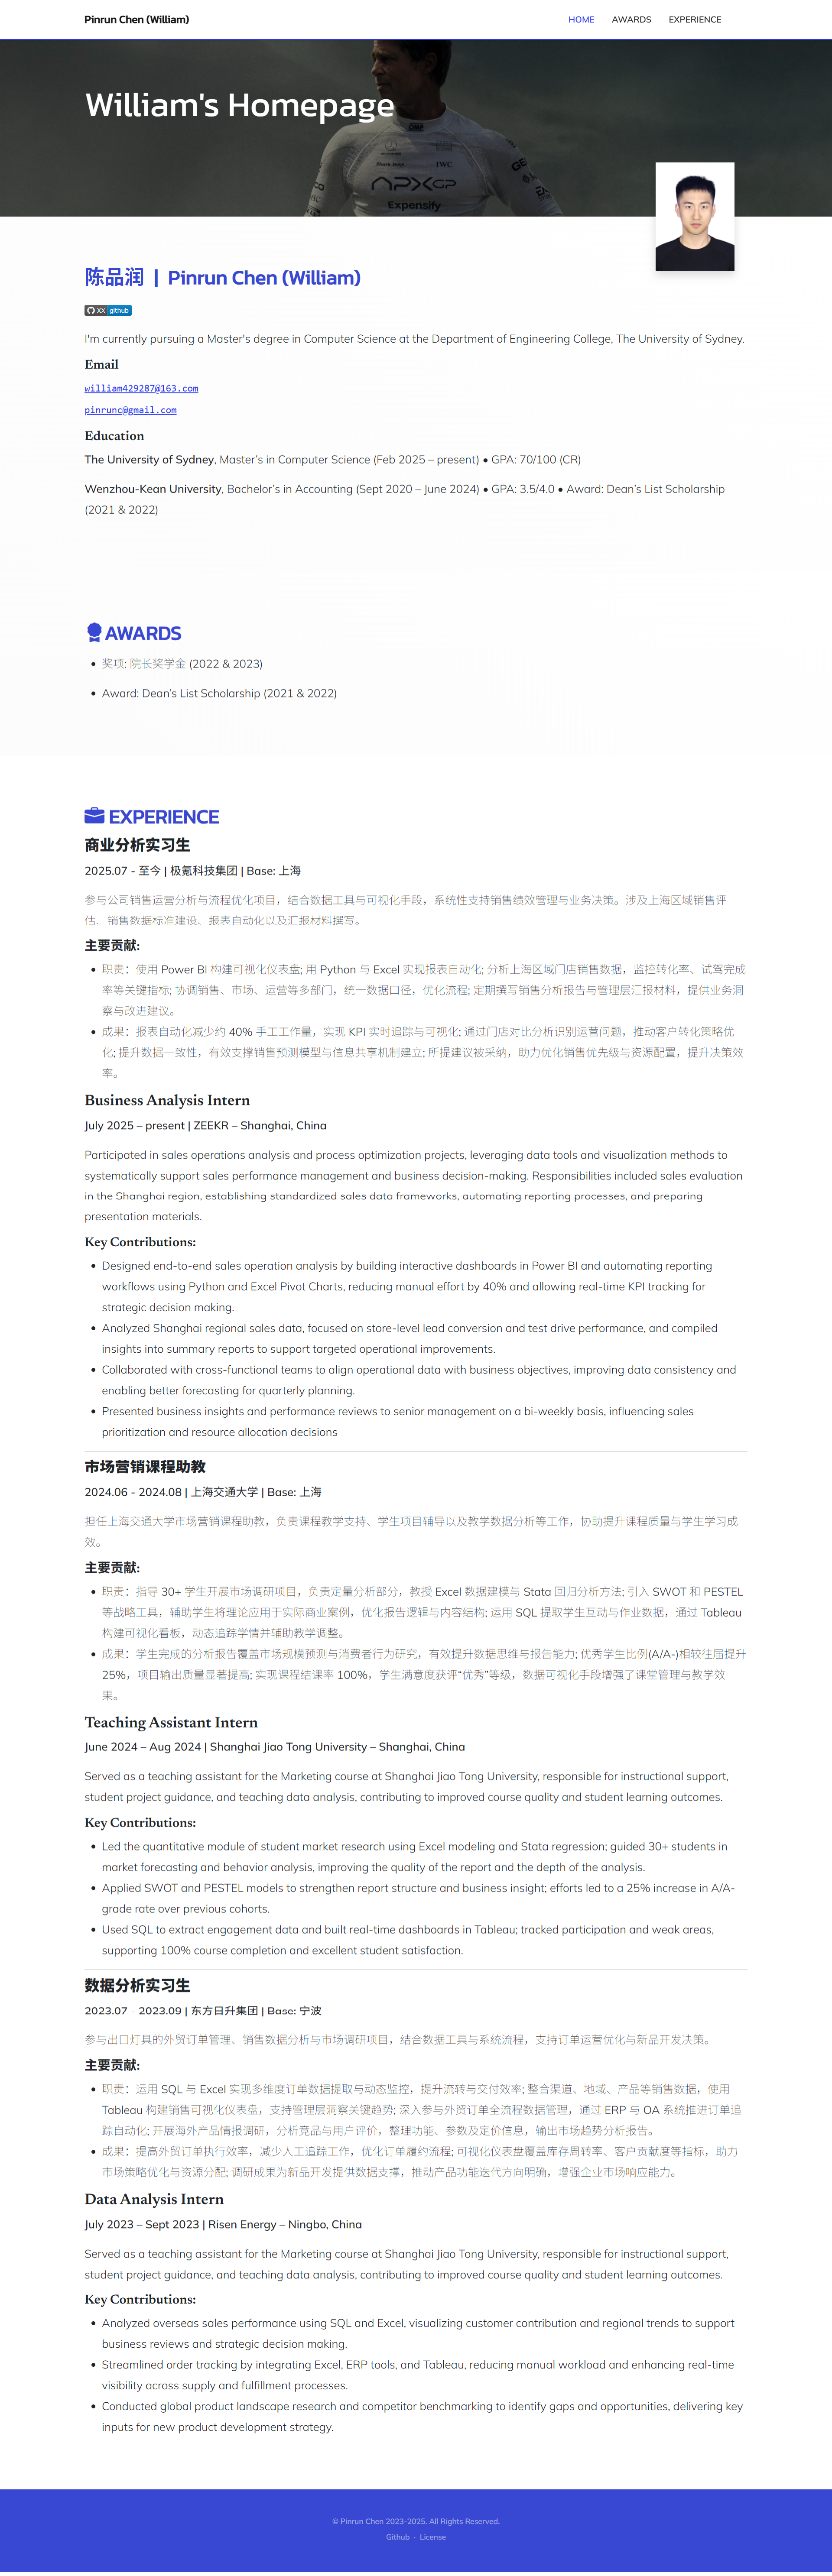 Pinrun Chen (William)
HOME AWARDS EXPERIENCE
William's Homepage
IWC
APXGP
Expensify
陈品润 | Pinrun Chen (William)
XX github
I'm currently pursuing a Master's degree in Computer Science at the Department of Engineering College, The University of Sydney.
Email
william429287@163.com
pinrunc@gmail.com
Education
The University of Sydney, Master's in Computer Science (Feb 2025 – present) ● GPA: 70/100 (CR)
Wenzhou-Kean University, Bachelor's in Accounting (Sept 2020 – June 2024) ● GPA: 3.5/4.0 ● Award: Dean's List Scholarship
(2021 & 2022)
AWARDS
• 奖项: 院长奖学金 (2022 & 2023)
• Award: Dean's List Scholarship (2021 & 2022)
EXPERIENCE
商业分析实习生
2025.07 - 至今 | 极氪科技集团 | Base: 上海
参与公司销售运营分析与流程优化项目，结合数据工具与可视化手段，系统性支持销售绩效管理与业务决策。涉及上海区域销售评
估、销售数据标准建设、报表自动化以及汇报材料撰写。
主要贡献:
• 职责：使用 Power BI 构建可视化仪表盘; 用 Python 与 Excel 实现报表自动化; 分析上海区域门店销售数据，监控转化率、试驾完成
率等关键指标; 协调销售、市场、运营等多部门，统一数据口径，优化流程; 定期撰写销售分析报告与管理层汇报材料，提供业务洞
察与改进建议。
• 成果：报表自动化减少约 40% 手工工作量，实现 KPI 实时追踪与可视化; 通过门店对比分析识别运营问题，推动客户转化策略优
化; 提升数据一致性，有效支撑销售预测模型与信息共享机制建立; 所提建议被采纳，助力优化销售优先级与资源配置，提升决策效
率。
Business Analysis Intern
July 2025 – present | ZEEKR – Shanghai, China
Participated in sales operations analysis and process optimization projects, leveraging data tools and visualization methods to
systematically support sales performance management and business decision-making. Responsibilities included sales evaluation
in the Shanghai region, establishing standardized sales data frameworks, automating reporting processes, and preparing
presentation materials.
Key Contributions:
• Designed end-to-end sales operation analysis by building interactive dashboards in Power BI and automating reporting
workflows using Python and Excel Pivot Charts, reducing manual effort by 40% and allowing real-time KPI tracking for
strategic decision making.
• Analyzed Shanghai regional sales data, focused on store-level lead conversion and test drive performance, and compiled
insights into summary reports to support targeted operational improvements.
• Collaborated with cross-functional teams to align operational data with business objectives, improving data consistency and
enabling better forecasting for quarterly planning.
• Presented business insights and performance reviews to senior management on a bi-weekly basis, influencing sales
prioritization and resource allocation decisions
市场营销课程助教
2024.06 - 2024.08 | 上海交通大学 | Base: 上海
担任上海交通大学市场营销课程助教，负责课程教学支持、学生项目辅导以及教学数据分析等工作，协助提升课程质量与学生学习成
效。
主要贡献:
• 职责：指导 30+ 学生开展市场调研项目，负责定量分析部分，教授 Excel 数据建模与 Stata 回归分析方法; 引入 SWOT 和 PESTEL
等战略工具，辅助学生将理论应用于实际商业案例，优化报告逻辑与内容结构; 运用 SQL 提取学生互动与作业数据，通过 Tableau
构建可视化看板，动态追踪学情并辅助教学调整。
• 成果：学生完成的分析报告覆盖市场规模预测与消费者行为研究，有效提升数据思维与报告能力; 优秀学生比例(A/A-)相较往届提升
25%，项目输出质量显著提高; 实现课程结课率 100%，学生满意度获评“优秀”等级，数据可视化手段增强了课堂管理与教学效
果。
Teaching Assistant Intern
June 2024 – Aug 2024 | Shanghai Jiao Tong University – Shanghai, China
Served as a teaching assistant for the Marketing course at Shanghai Jiao Tong University, responsible for instructional support,
student project guidance, and teaching data analysis, contributing to improved course quality and student learning outcomes.
Key Contributions:
• Led the quantitative module of student market research using Excel modeling and Stata regression; guided 30+ students in
market forecasting and behavior analysis, improving the quality of the report and the depth of the analysis.
• Applied SWOT and PESTEL models to strengthen report structure and business insight; efforts led to a 25% increase in A/A-
grade rate over previous cohorts.
• Used SQL to extract engagement data and built real-time dashboards in Tableau; tracked participation and weak areas,
supporting 100% course completion and excellent student satisfaction.
数据分析实习生
2023.07 - 2023.09 | 东方日升集团 | Base: 宁波
参与出口灯具的外贸订单管理、销售数据分析与市场调研项目，结合数据工具与系统流程，支持订单运营优化与新品开发决策。
主要贡献:
• 职责：运用 SQL 与 Excel 实现多维度订单数据提取与动态监控，提升流转与交付效率; 整合渠道、地域、产品等销售数据，使用
Tableau 构建销售可视化仪表盘，支持管理层洞察关键趋势; 深入参与外贸订单全流程数据管理，通过 ERP 与 OA 系统推进订单追
踪自动化; 开展海外产品情报调研，分析竞品与用户评价，整理功能、参数及定价信息，输出市场趋势分析报告。
• 成果：提高外贸订单执行效率，减少人工追踪工作，优化订单履约流程; 可视化仪表盘覆盖库存周转率、客户贡献度等指标，助力
市场策略优化与资源分配; 调研成果为新品开发提供数据支撑，推动产品功能迭代方向明确，增强企业市场响应能力。
Data Analysis Intern
July 2023 – Sept 2023 | Risen Energy – Ningbo, China
Served as a teaching assistant for the Marketing course at Shanghai Jiao Tong University, responsible for instructional support,
student project guidance, and teaching data analysis, contributing to improved course quality and student learning outcomes.
Key Contributions:
• Analyzed overseas sales performance using SQL and Excel, visualizing customer contribution and regional trends to support
business reviews and strategic decision making.
• Streamlined order tracking by integrating Excel, ERP tools, and Tableau, reducing manual workload and enhancing real-time
visibility across supply and fulfillment processes.
• Conducted global product landscape research and competitor benchmarking to identify gaps and opportunities, delivering key
inputs for new product development strategy.
© Pinrun Chen 2023-2025. All Rights Reserved.
Github · License